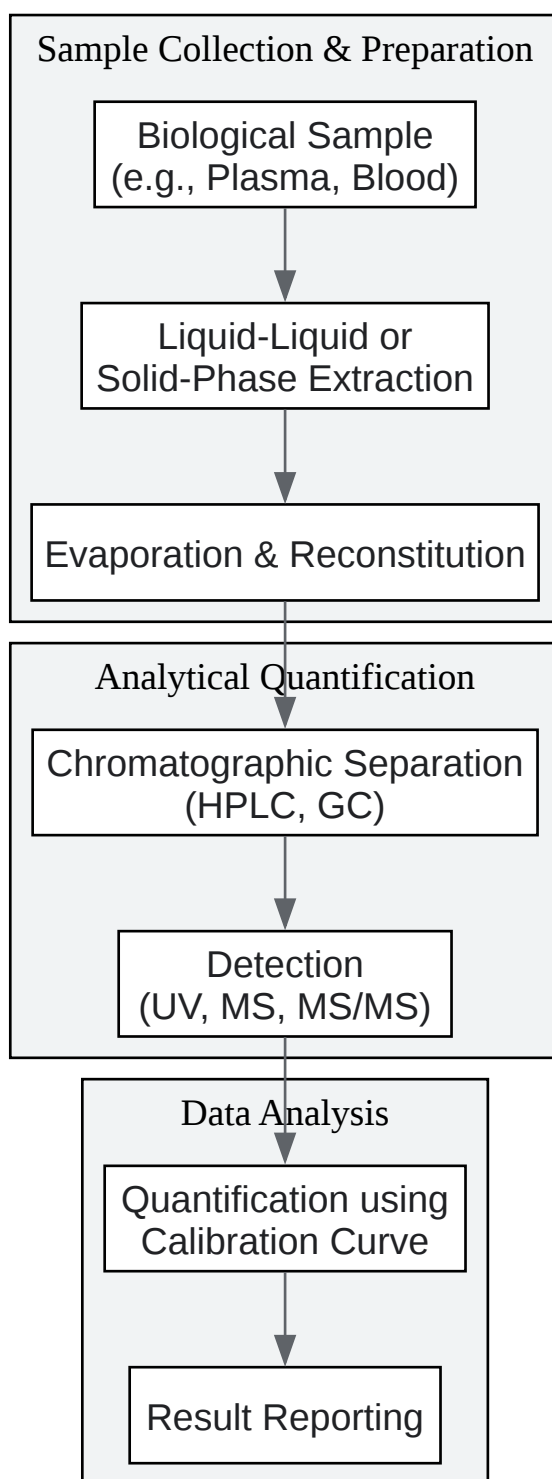 Sample Collection & Preparation
Biological Sample
(e.g., Plasma, Blood)
Liquid-Liquid or
Solid-Phase Extraction
Evaporation & Reconstitution
Analytical Quantification
Chromatographic Separation
(HPLC, GC)
Detection
(UV, MS, MS/MS)
Data Analysis
Quantification using
Calibration Curve
Result Reporting